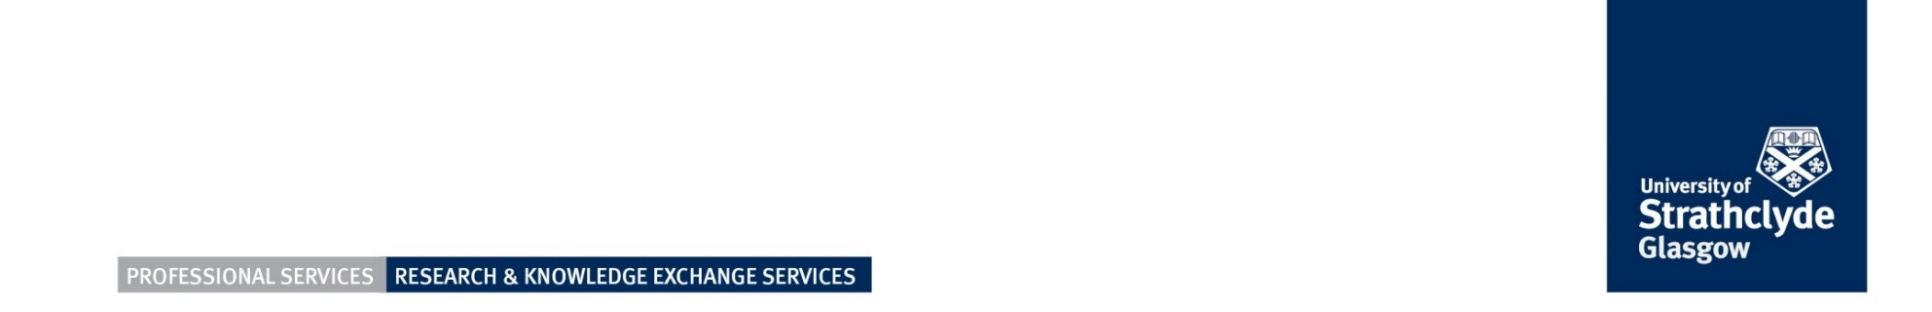 PROFESSIONAL SERVICES RESEARCH & KNOWLEDGE EXCHANGE SERVICES
University of
Strathclyde
Glasgow